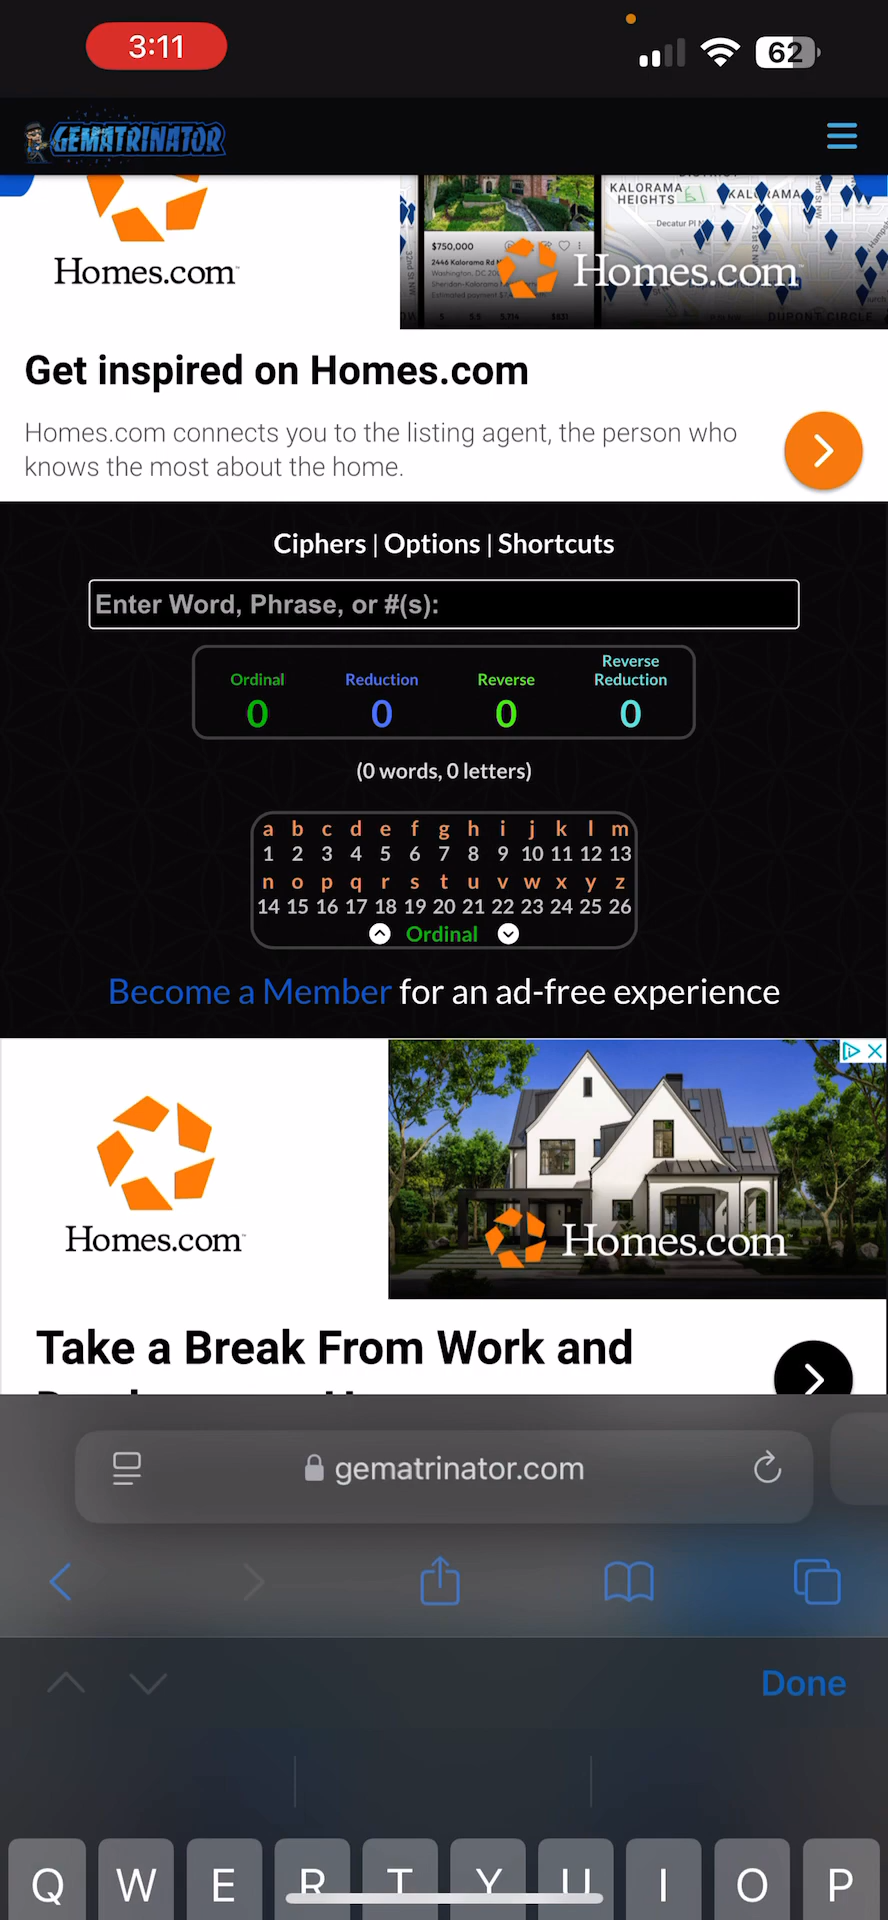 3:11
62
GEMATRINATOR
Homes.com
$750,000
2446 Kalorama Rd
Washington, DC 200
Sheridan-Kalorama
Estimated payment
Homes.com
KALORAMA
HEIGHTS
KALORAMA
Decatur Pl N
21st St NW
DUPONT CIRCLE
Get inspired on Homes.com
Homes.com connects you to the listing agent, the person who
knows the most about the home.
Ciphers | Options | Shortcuts
Enter Word, Phrase, or #(s):
Ordinal Reduction Reverse Reverse Reduction
0 0 0 0
(0 words, 0 letters)
a b c d e f g h i j k l m
1 2 3 4 5 6 7 8 9 10 11 12 13
n o p q r s t u v w x y z
14 15 16 17 18 19 20 21 22 23 24 25 26
Ordinal
Become a Member for an ad-free experience
Homes.com
Homes.com
Take a Break From Work and
gematrinator.com
Done
Q W E R T Y U I O P